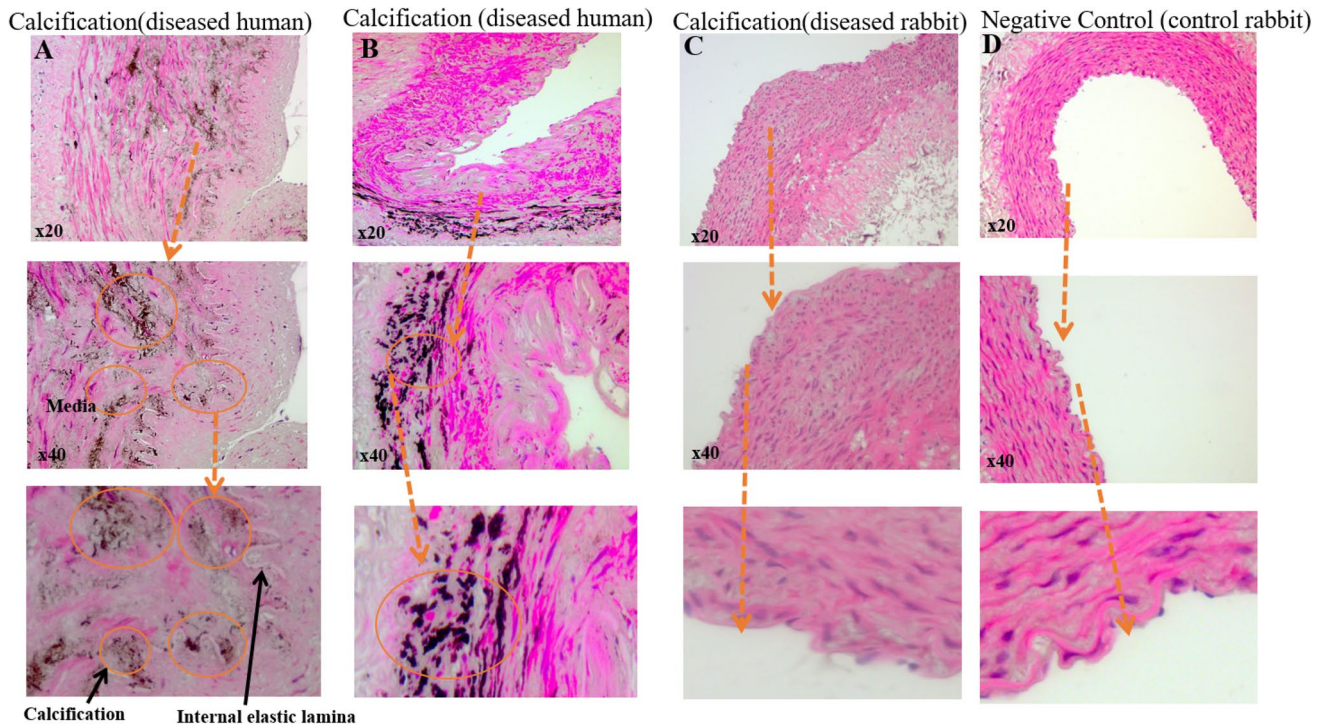 Calcification(diseased human)
Calcification (diseased human)
Calcification(diseased rabbit)
Negative Control (control rabbit)
A
B
C
D
x20
x20
x20
x20
Media
x40
x40
x40
x40
Calcification
Internal elastic lamina